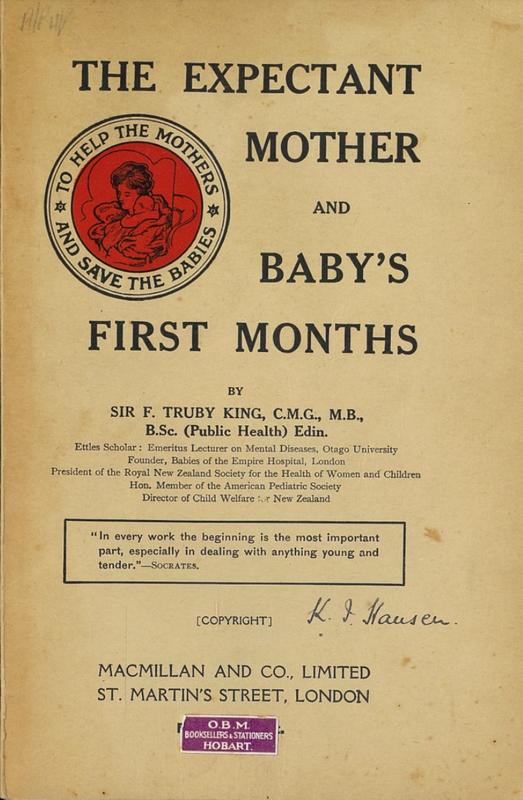 THE EXPECTANT
MOTHER
AND
BABY'S
FIRST MONTHS
TO HELP THE MOTHERS
AND SAVE THE BABIES
BY
SIR F. TRUBY KING, C.M.G., M.B.,
B.Sc. (Public Health) Edin.
Ettles Scholar: Emeritus Lecturer on Mental Diseases, Otago University
Founder, Babies of the Empire Hospital, London
President of the Royal New Zealand Society for the Health of Women and Children
Hon. Member of the American Pediatric Society
Director of Child Welfare for New Zealand
"In every work the beginning is the most important
part, especially in dealing with anything young and
tender."—SOCRATES.
[COPYRIGHT]
K. I. Hansen.
MACMILLAN AND CO., LIMITED
ST. MARTIN'S STREET, LONDON
O.B.M.
BOOKSELLERS & STATIONERS
HOBART.